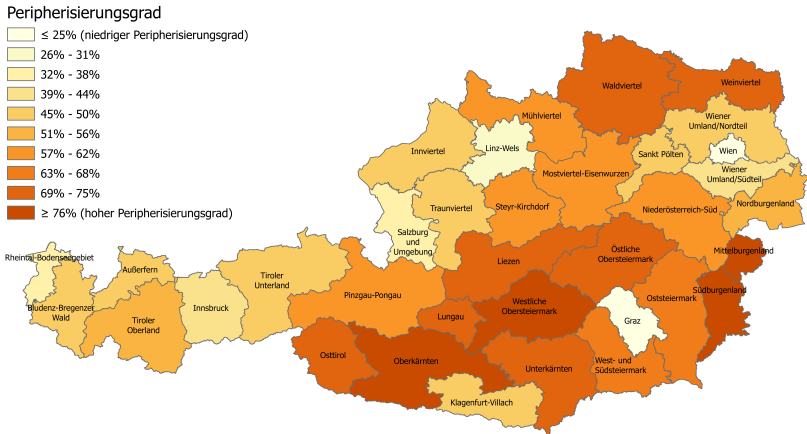 Peripherisierungsgrad
≤ 25% (niedriger Peripherisierungsgrad)
26% - 31%
32% - 38%
39% - 44%
45% - 50%
51% - 56%
57% - 62%
63% - 68%
69% - 75%
≥ 76% (hoher Peripherisierungsgrad)
Waldviertel
Weinviertel
Mühlviertel
Wiener
Umland/Nordteil
Linz-Wels
Innviertel
Wien
Sankt Pölten
Mostviertel-Eisenwurzen
Wiener
Umland/Südteil
Traunviertel
Steyr-Kirchdorf
Niederösterreich-Süd
Nordburgenland
Salzburg
und
Umgebung
Mittelburgenland
Rheintal-Bodenseegebiet
Außerfern
Liezen
Östliche
Obersteiermark
Tiroler
Unterland
Südburgenland
Pinzgau-Pongau
Oststeiermark
Bludenz-Bregenzer
Wald
Innsbruck
Westliche
Obersteiermark
Tiroler
Oberland
Lungau
Graz
Osttirol
Oberkärnten
Unterkärnten
West- und
Südsteiermark
Klagenfurt-Villach